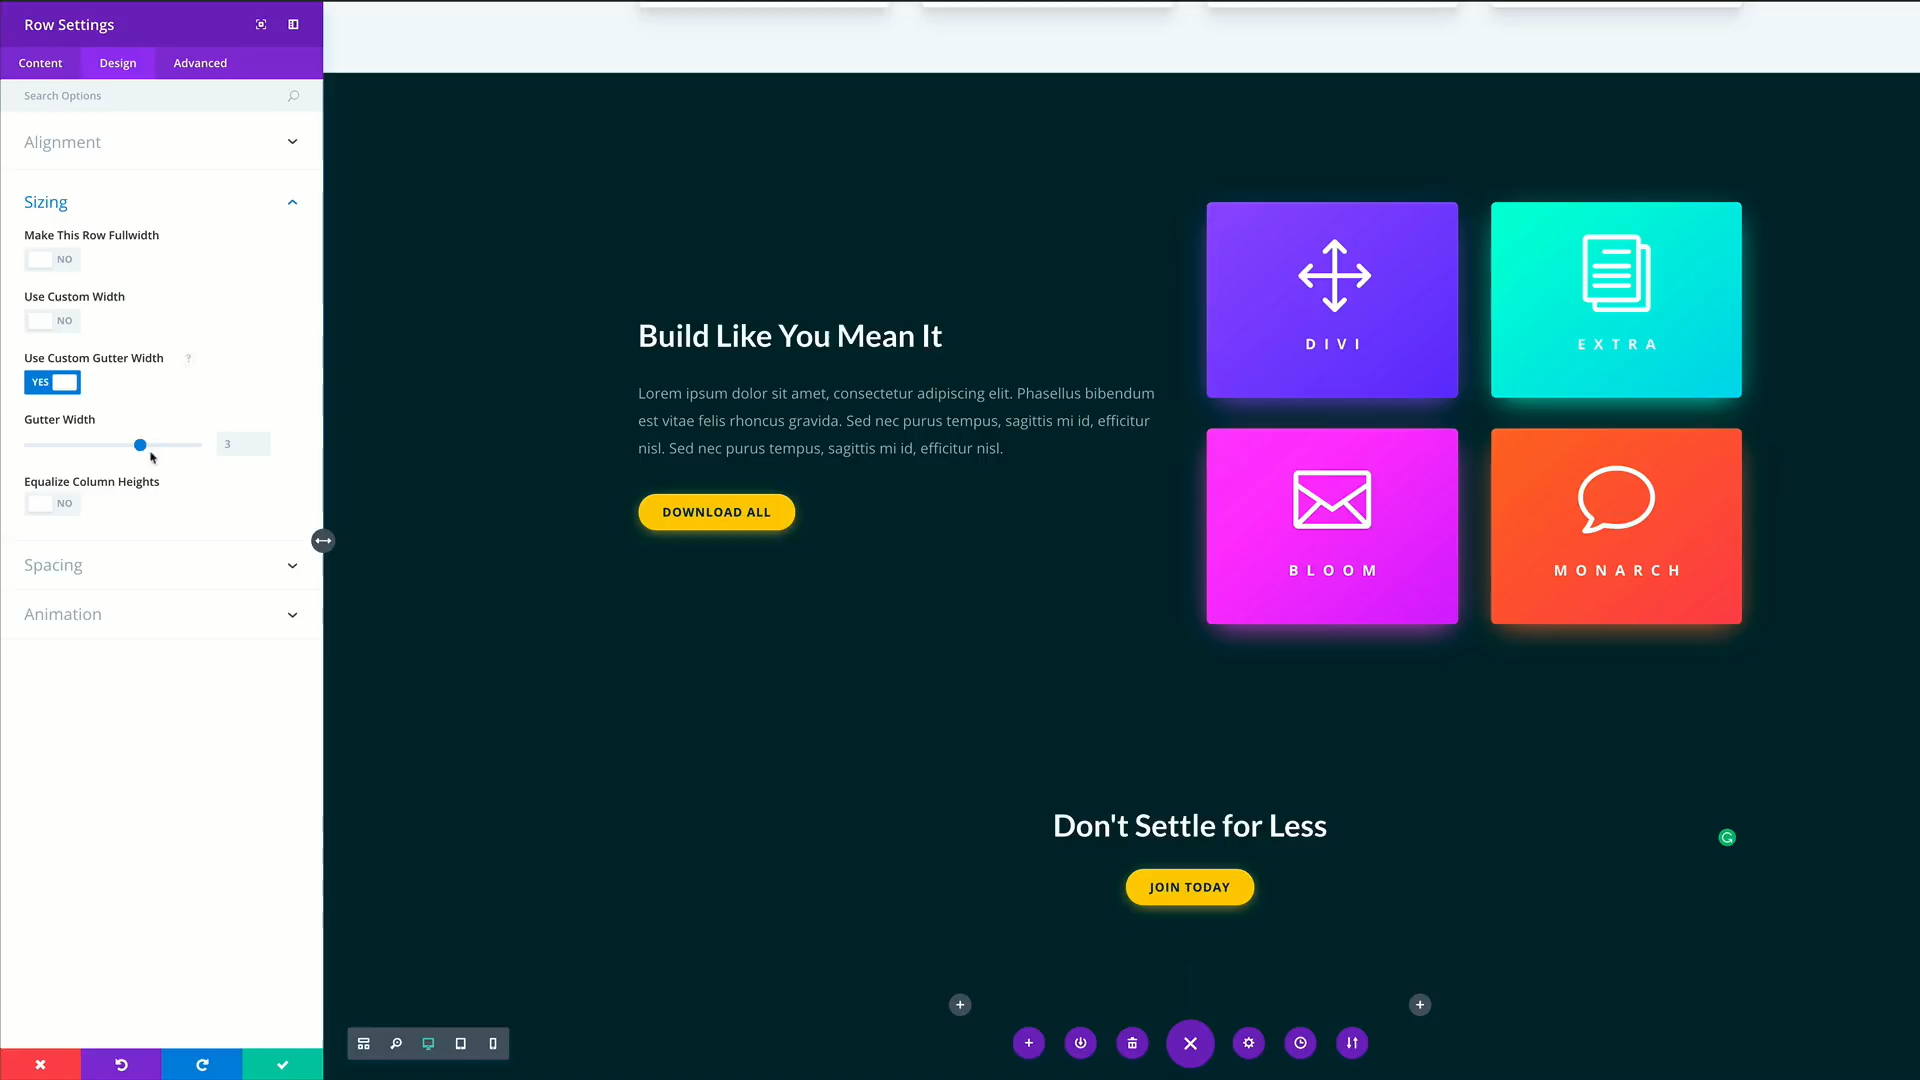 Row Settings
Content Design Advanced
Search Options
Alignment
Sizing
Make This Row Fullwidth
NO
Use Custom Width
NO
Use Custom Gutter Width ?
YES
Gutter Width
3
Equalize Column Heights
NO
Spacing
Animation
Build Like You Mean It
Lorem ipsum dolor sit amet, consectetur adipiscing elit. Phasellus bibendum
est vitae felis rhoncus gravida. Sed nec purus tempus, sagittis mi id, efficitur
nisl. Sed nec purus tempus, sagittis mi id, efficitur nisl.
DOWNLOAD ALL
DIVI
EXTRA
BLOOM
MONARCH
Don't Settle for Less
JOIN TODAY